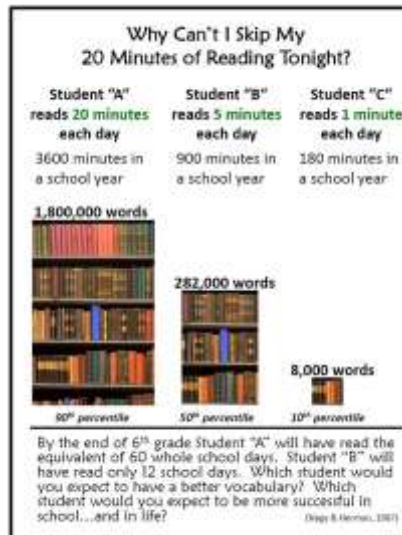 Why Can't I Skip My
20 Minutes of Reading Tonight?
Student "A"
reads 20 minutes
each day
3600 minutes in
a school year
1,800,000 words
90th percentile
Student "B"
reads 5 minutes
each day
900 minutes in
a school year
282,000 words
50th percentile
Student "C"
reads 1 minute
each day
180 minutes in
a school year
8,000 words
10th percentile
By the end of 6th grade Student "A" will have read the
equivalent of 60 whole school days. Student "B" will
have read only 12 school days. Which student would
you expect to have a better vocabulary? Which
student would you expect to be more successful in
school...and in life?
(Nagy & Herman, 1987)